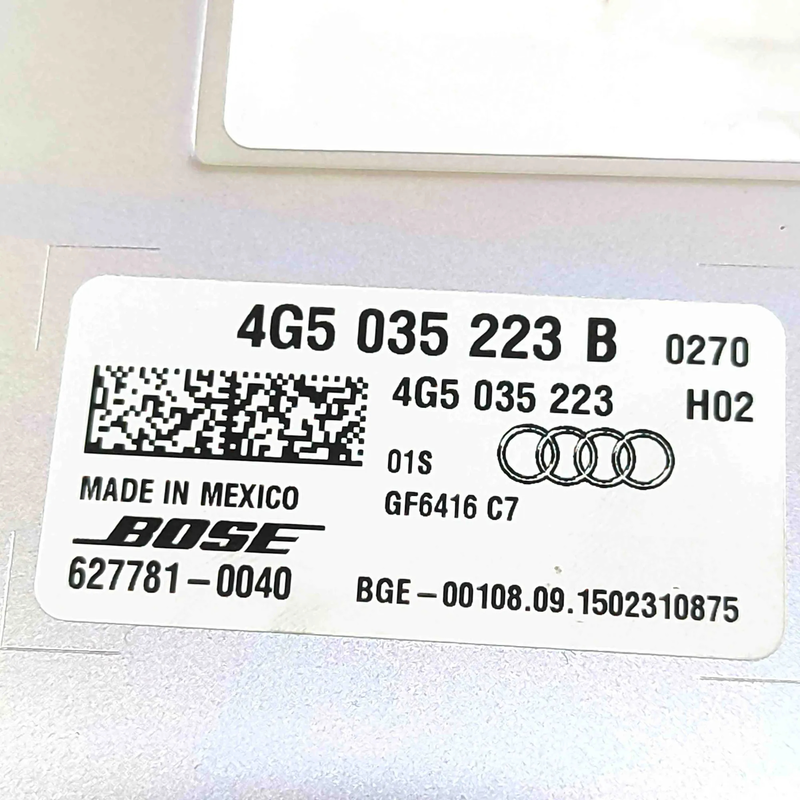 4G5 035 223 B 0270
4G5 035 223 H02
01S
MADE IN MEXICO
GF6416 C7
BOSE
627781-0040
BGE-00108.09.1502310875